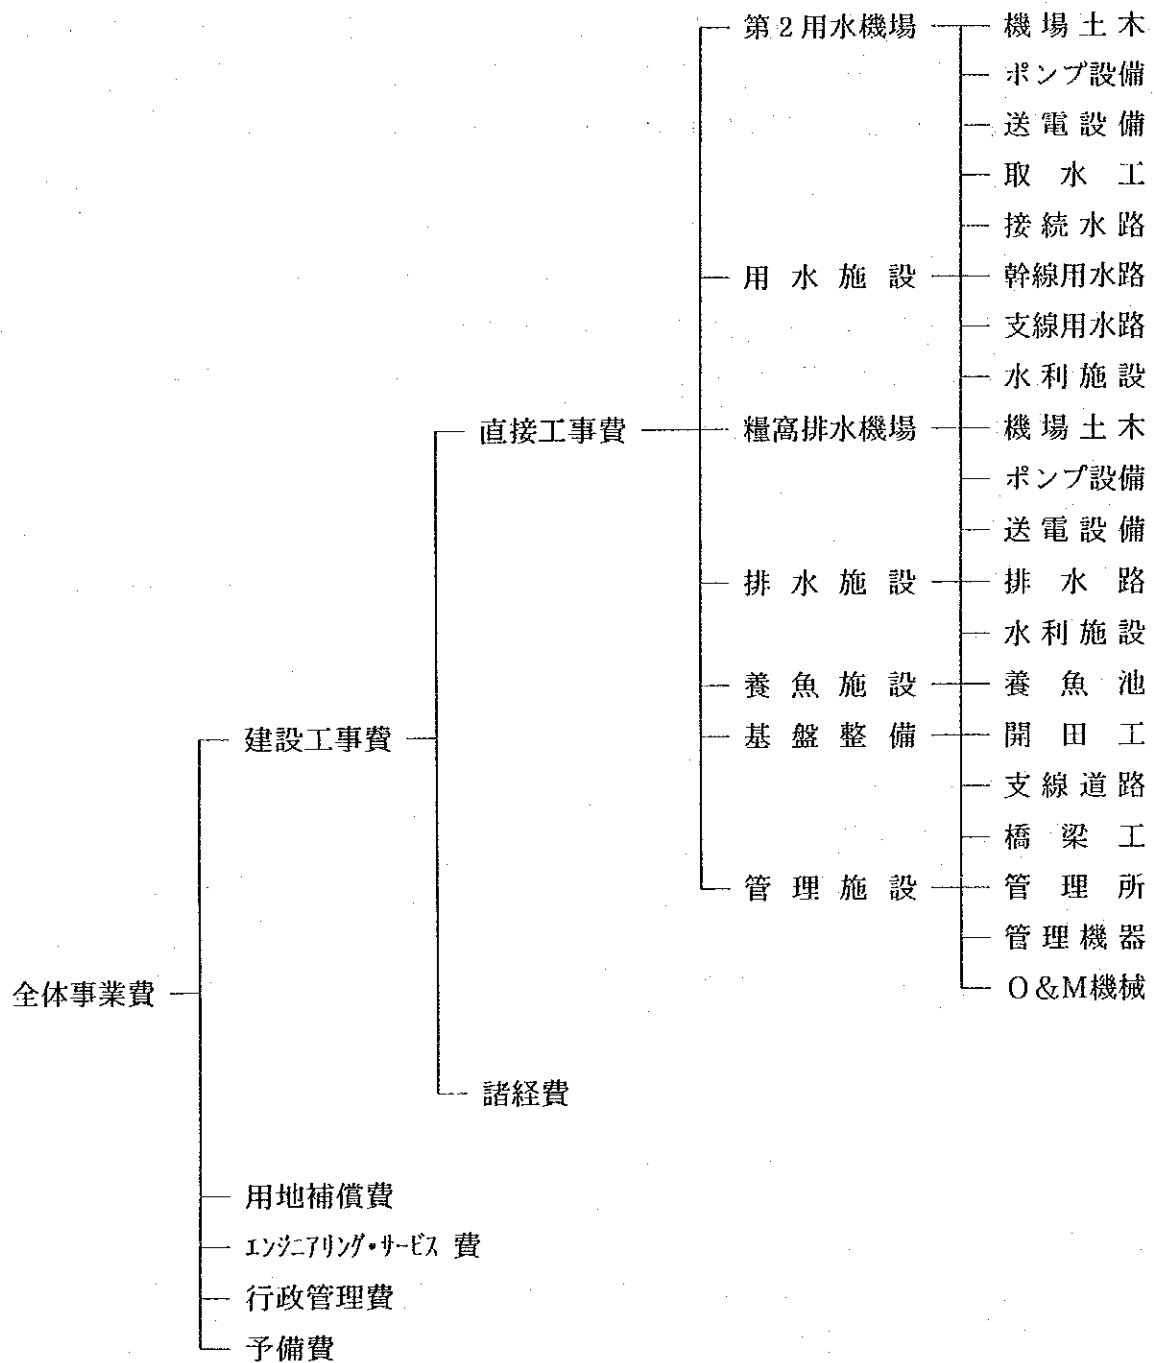 第2用水機場 機場土木
ポンプ設備
送電設備
取水工
接続水路
用水施設 幹線用水路
支線用水路
水利施設
直接工事費 糧窩排水機場 機場土木
ポンプ設備
送電設備
排水施設 排水路
水利施設
養魚施設 養魚池
建設工事費 基盤整備 開田工
支線道路
橋梁工
管理施設 管理所
管理機器
全体事業費 O&M機械
諸経費
用地補償費
エンジニアリング・サービス 費
行政管理費
予備費